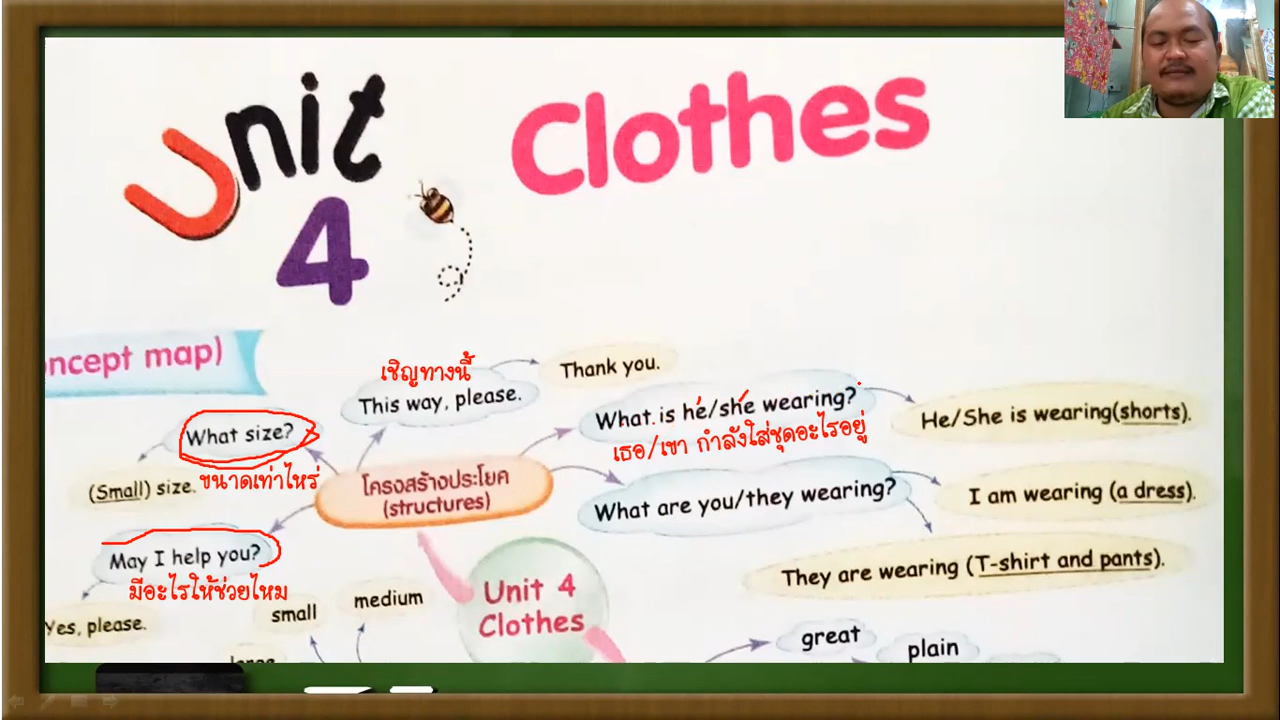 Unit
4
Clothes
oncept map)
เชิญทางนี้
This way, please.
Thank you.
What is he/she wearing?
เธอ/เขา กำลังใส่ชุดอะไรอยู่
He/She is wearing(shorts).
What size?
ขนาดเท่าไหร่
(Small) size.
โครงสร้างประโยค
(structures)
What are you/they wearing?
I am wearing (a dress).
They are wearing (T-shirt and pants).
May I help you?
มีอะไรให้ช่วยไหม
Yes, please.
small
medium
Unit 4
Clothes
great
plain